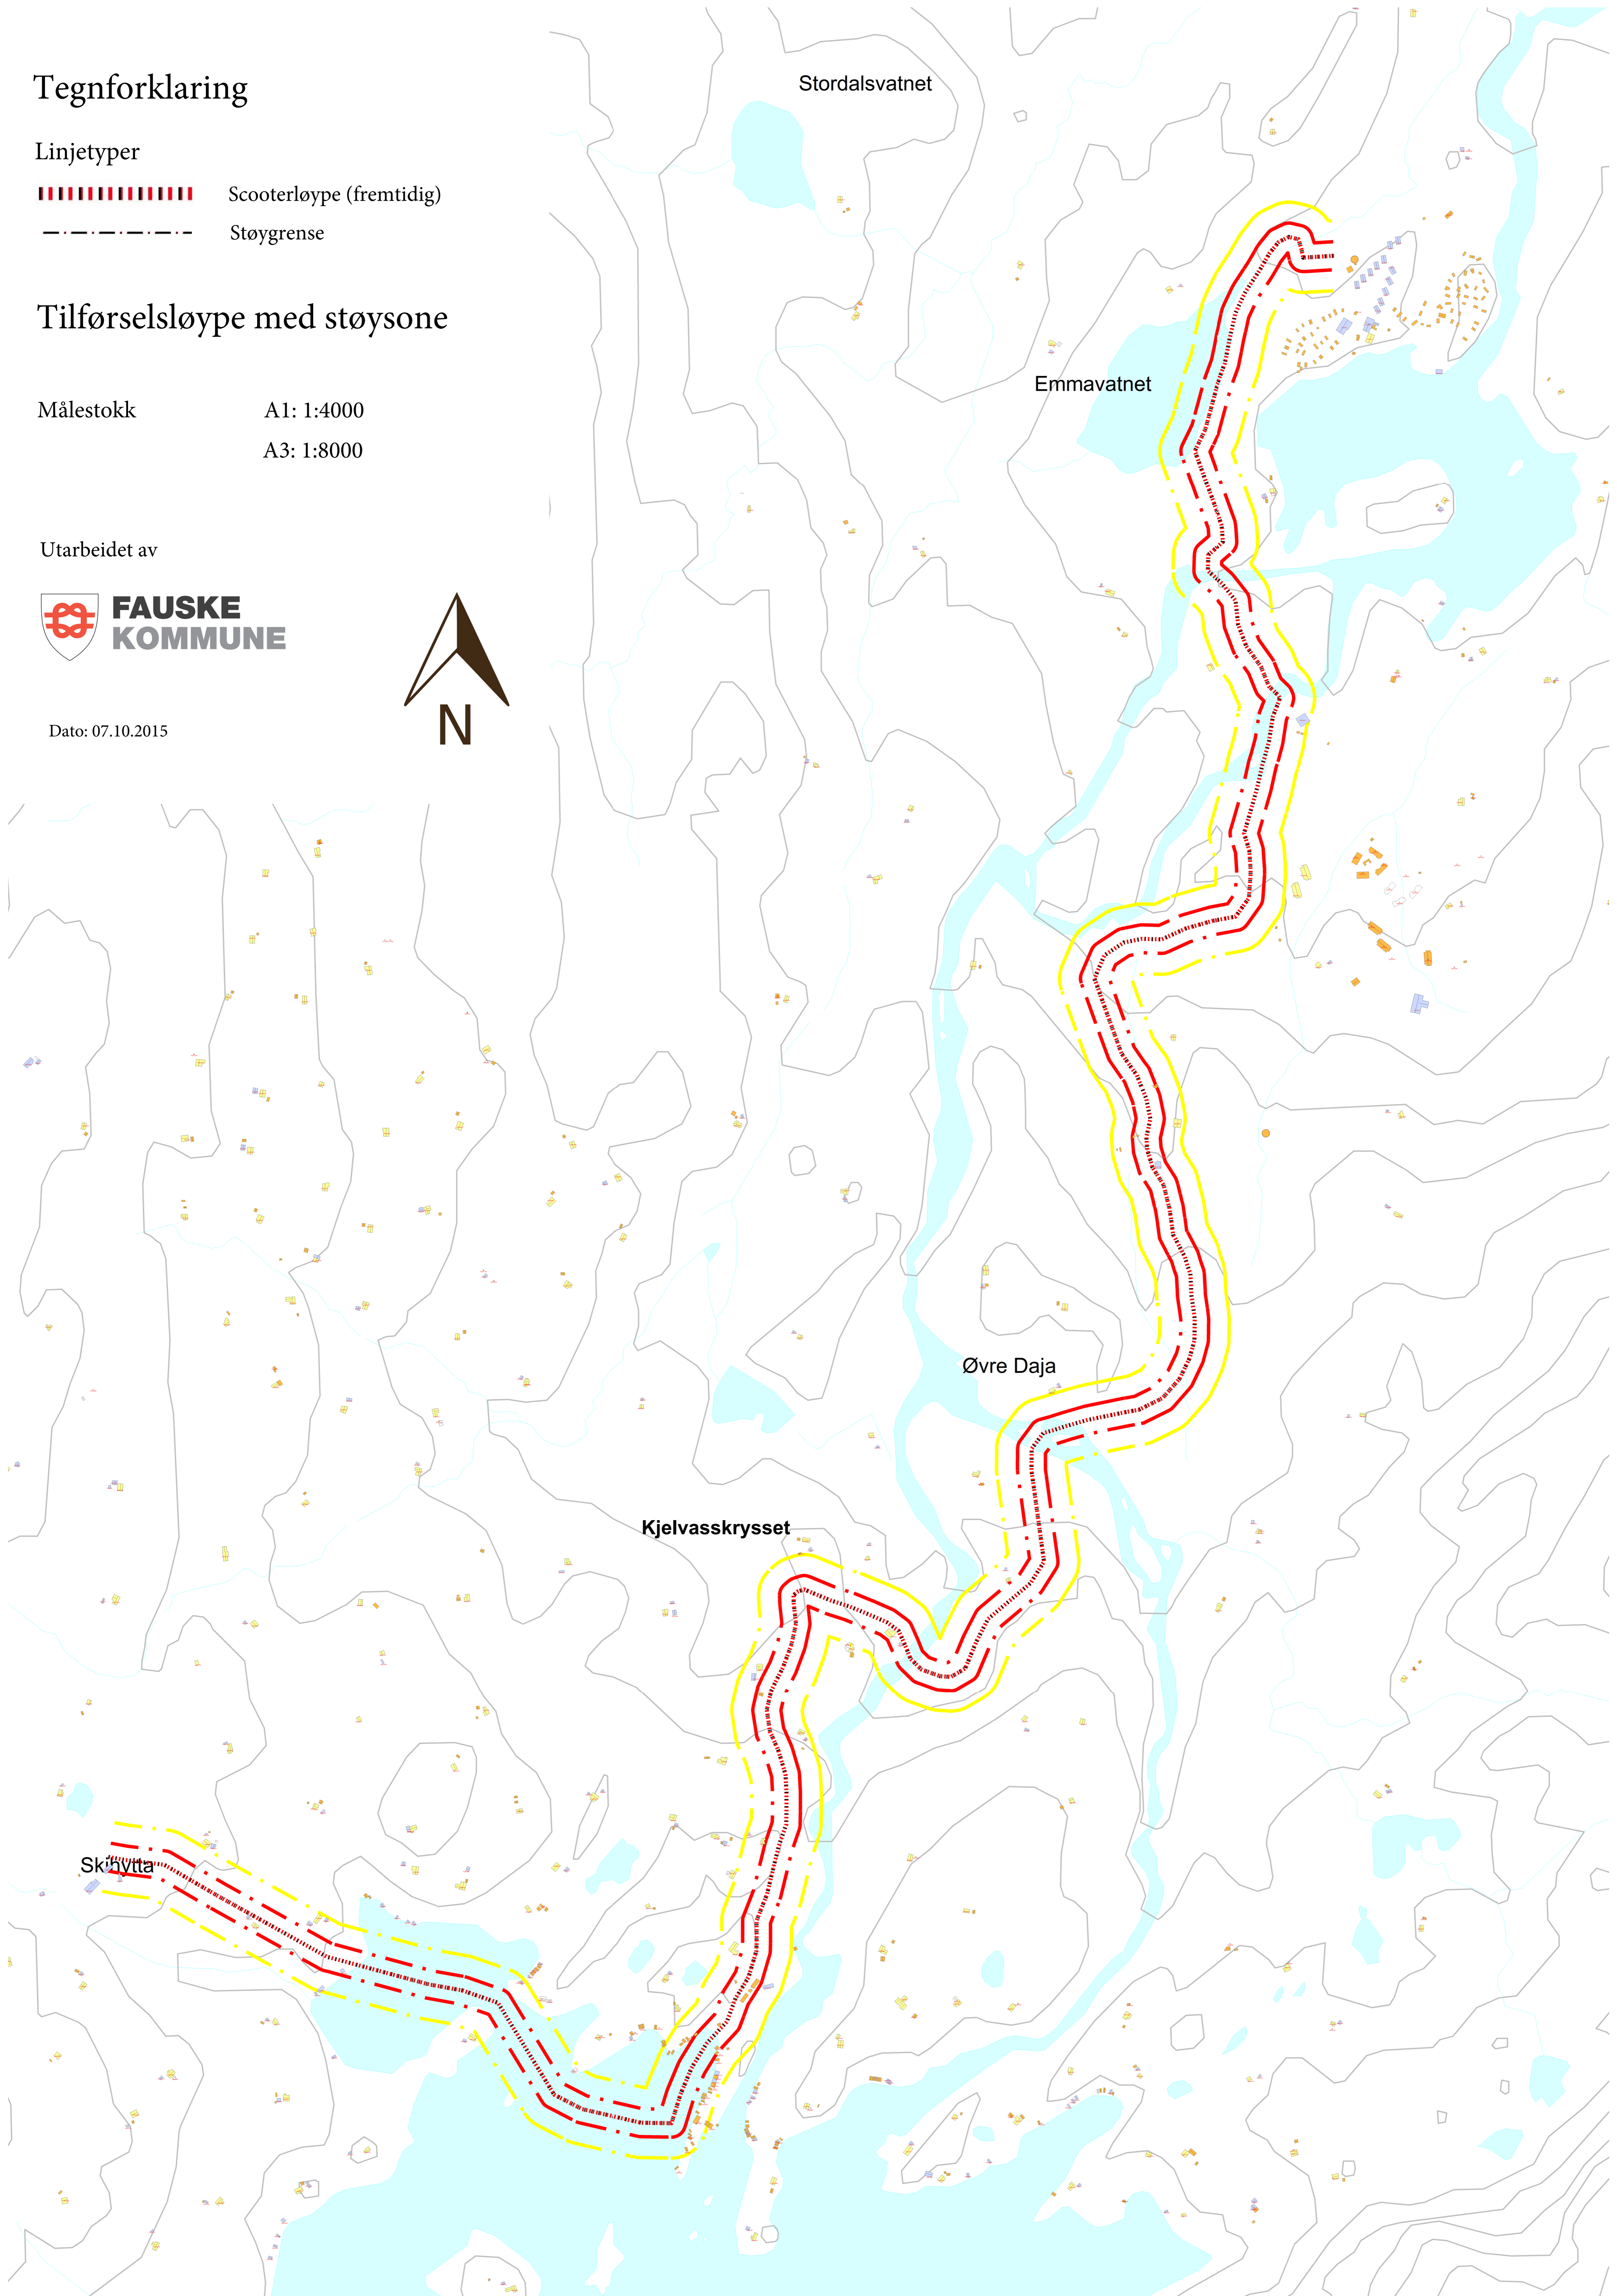 Tegnforklaring
Linjetyper
Scooterløype (fremtidig)
Støygrense
Tilførselsløype med støysone
Målestokk A1: 1:4000
A3: 1:8000
Utarbeidet av
FAUSKE
KOMMUNE
N
Dato: 07.10.2015
Stordalsvatnet
Emmavatnet
Øvre Daja
Kjelvasskrysset
Skihytta